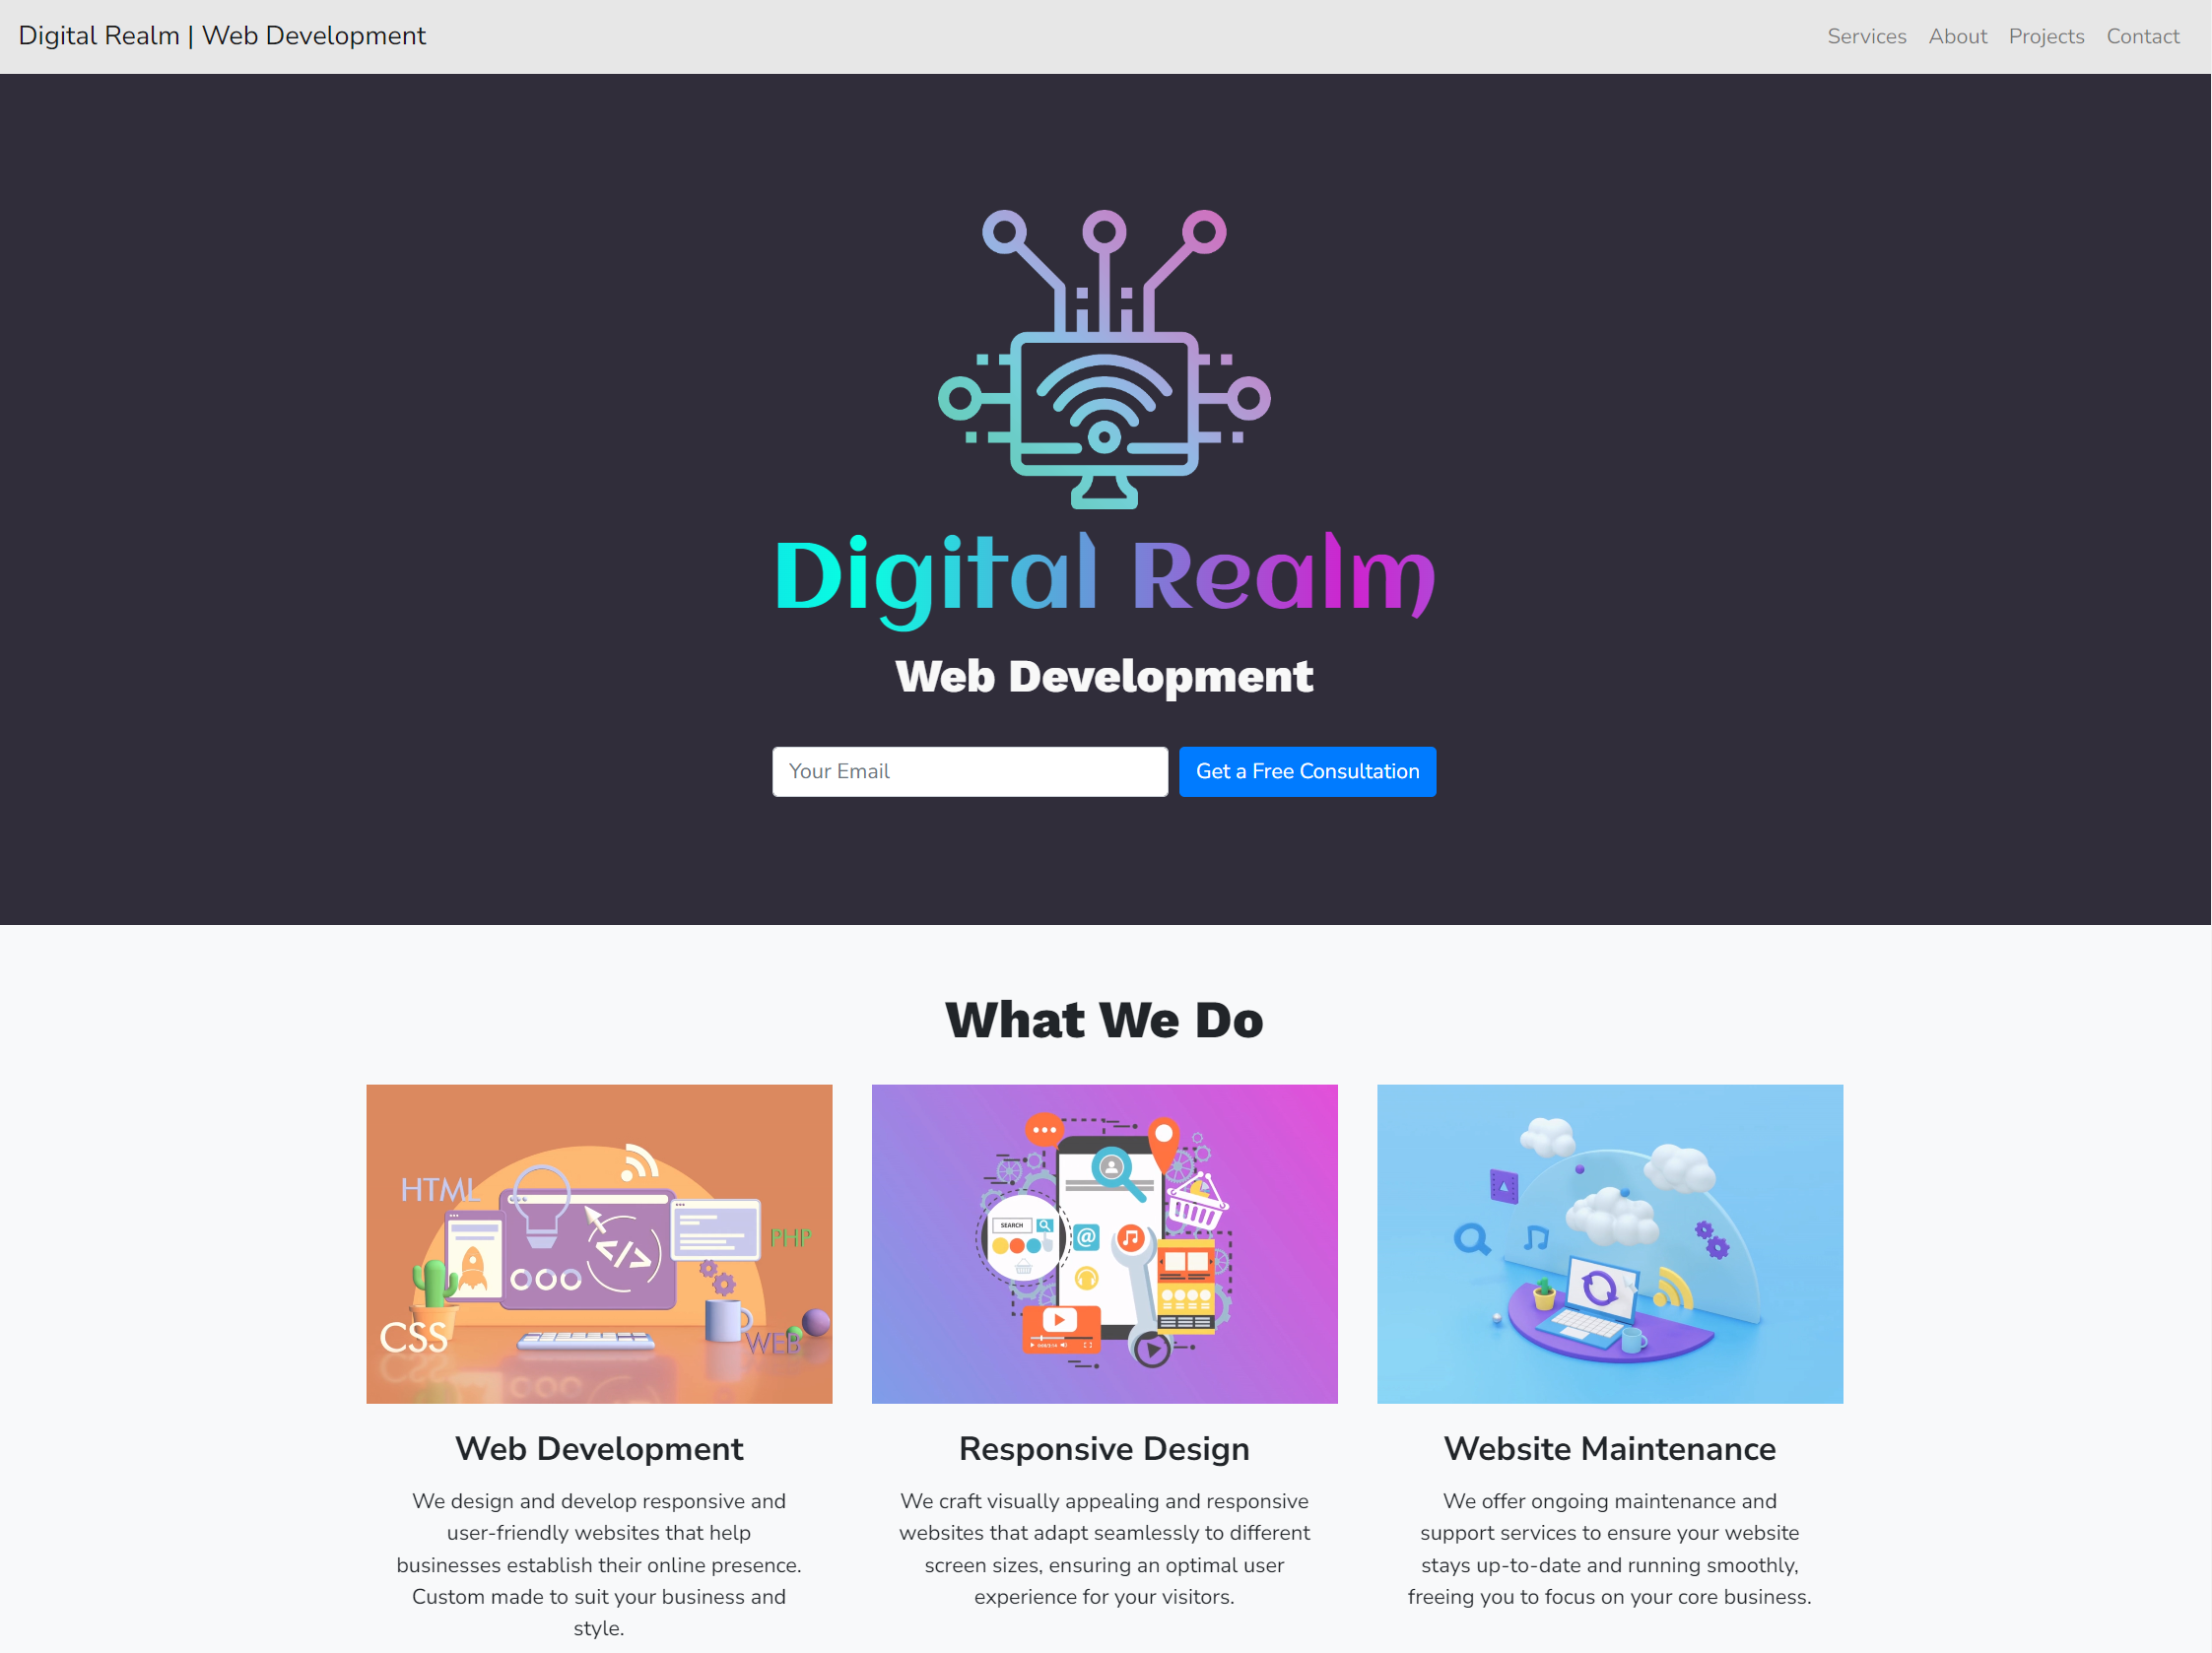 Digital Realm | Web Development
Services About Projects Contact
Digital Realm
Web Development
Your Email
Get a Free Consultation
What We Do
HTML
PHP
CSS
WEB
SEARCH
@
Web Development
We design and develop responsive and
user-friendly websites that help
businesses establish their online presence.
Custom made to suit your business and
style.
Responsive Design
We craft visually appealing and responsive
websites that adapt seamlessly to different
screen sizes, ensuring an optimal user
experience for your visitors.
Website Maintenance
We offer ongoing maintenance and
support services to ensure your website
stays up-to-date and running smoothly,
freeing you to focus on your core business.